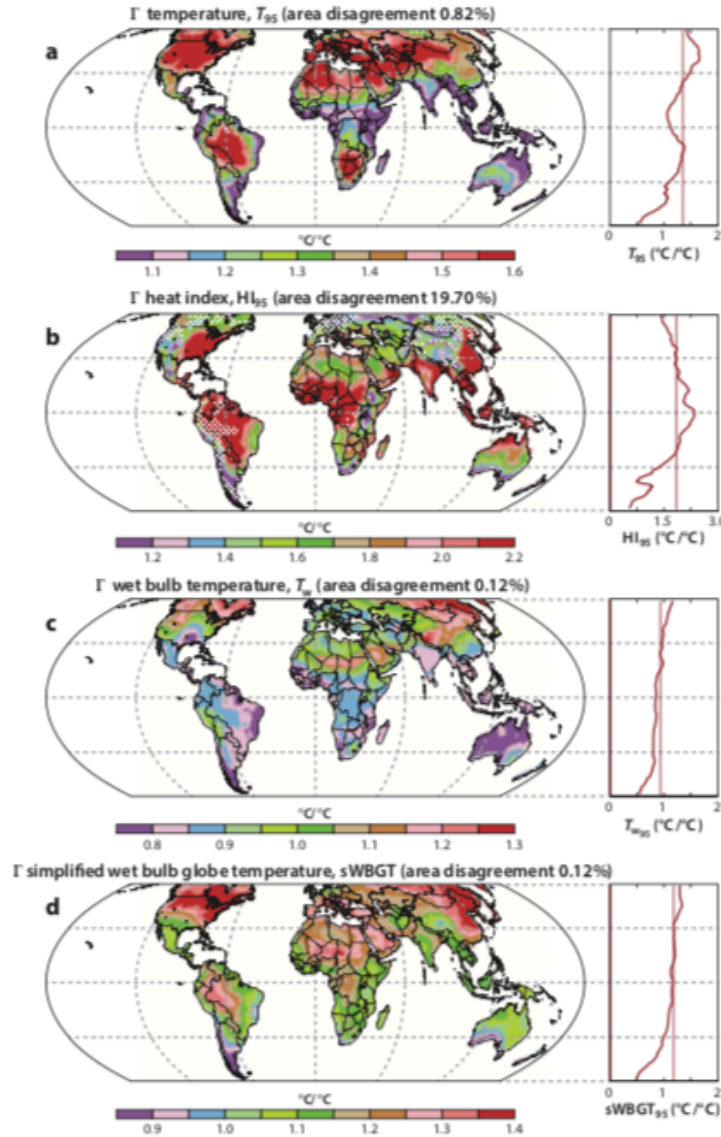 Γ temperature, T95 (area disagreement 0.82%)
a
0 1 2
T95 (°C/°C)
°C/°C
1.1 1.2 1.3 1.4 1.5 1.6
Γ heat index, HI95 (area disagreement 19.70%)
b
0 1.5 3.0
HI95 (°C/°C)
°C/°C
1.2 1.4 1.6 1.8 2.0 2.2
Γ wet bulb temperature, Tw (area disagreement 0.12%)
c
0 1 2
Tw95 (°C/°C)
°C/°C
0.8 0.9 1.0 1.1 1.2 1.3
Γ simplified wet bulb globe temperature, sWBGT (area disagreement 0.12%)
d
0 1 2
sWBGT95 (°C/°C)
°C/°C
0.9 1.0 1.1 1.2 1.3 1.4